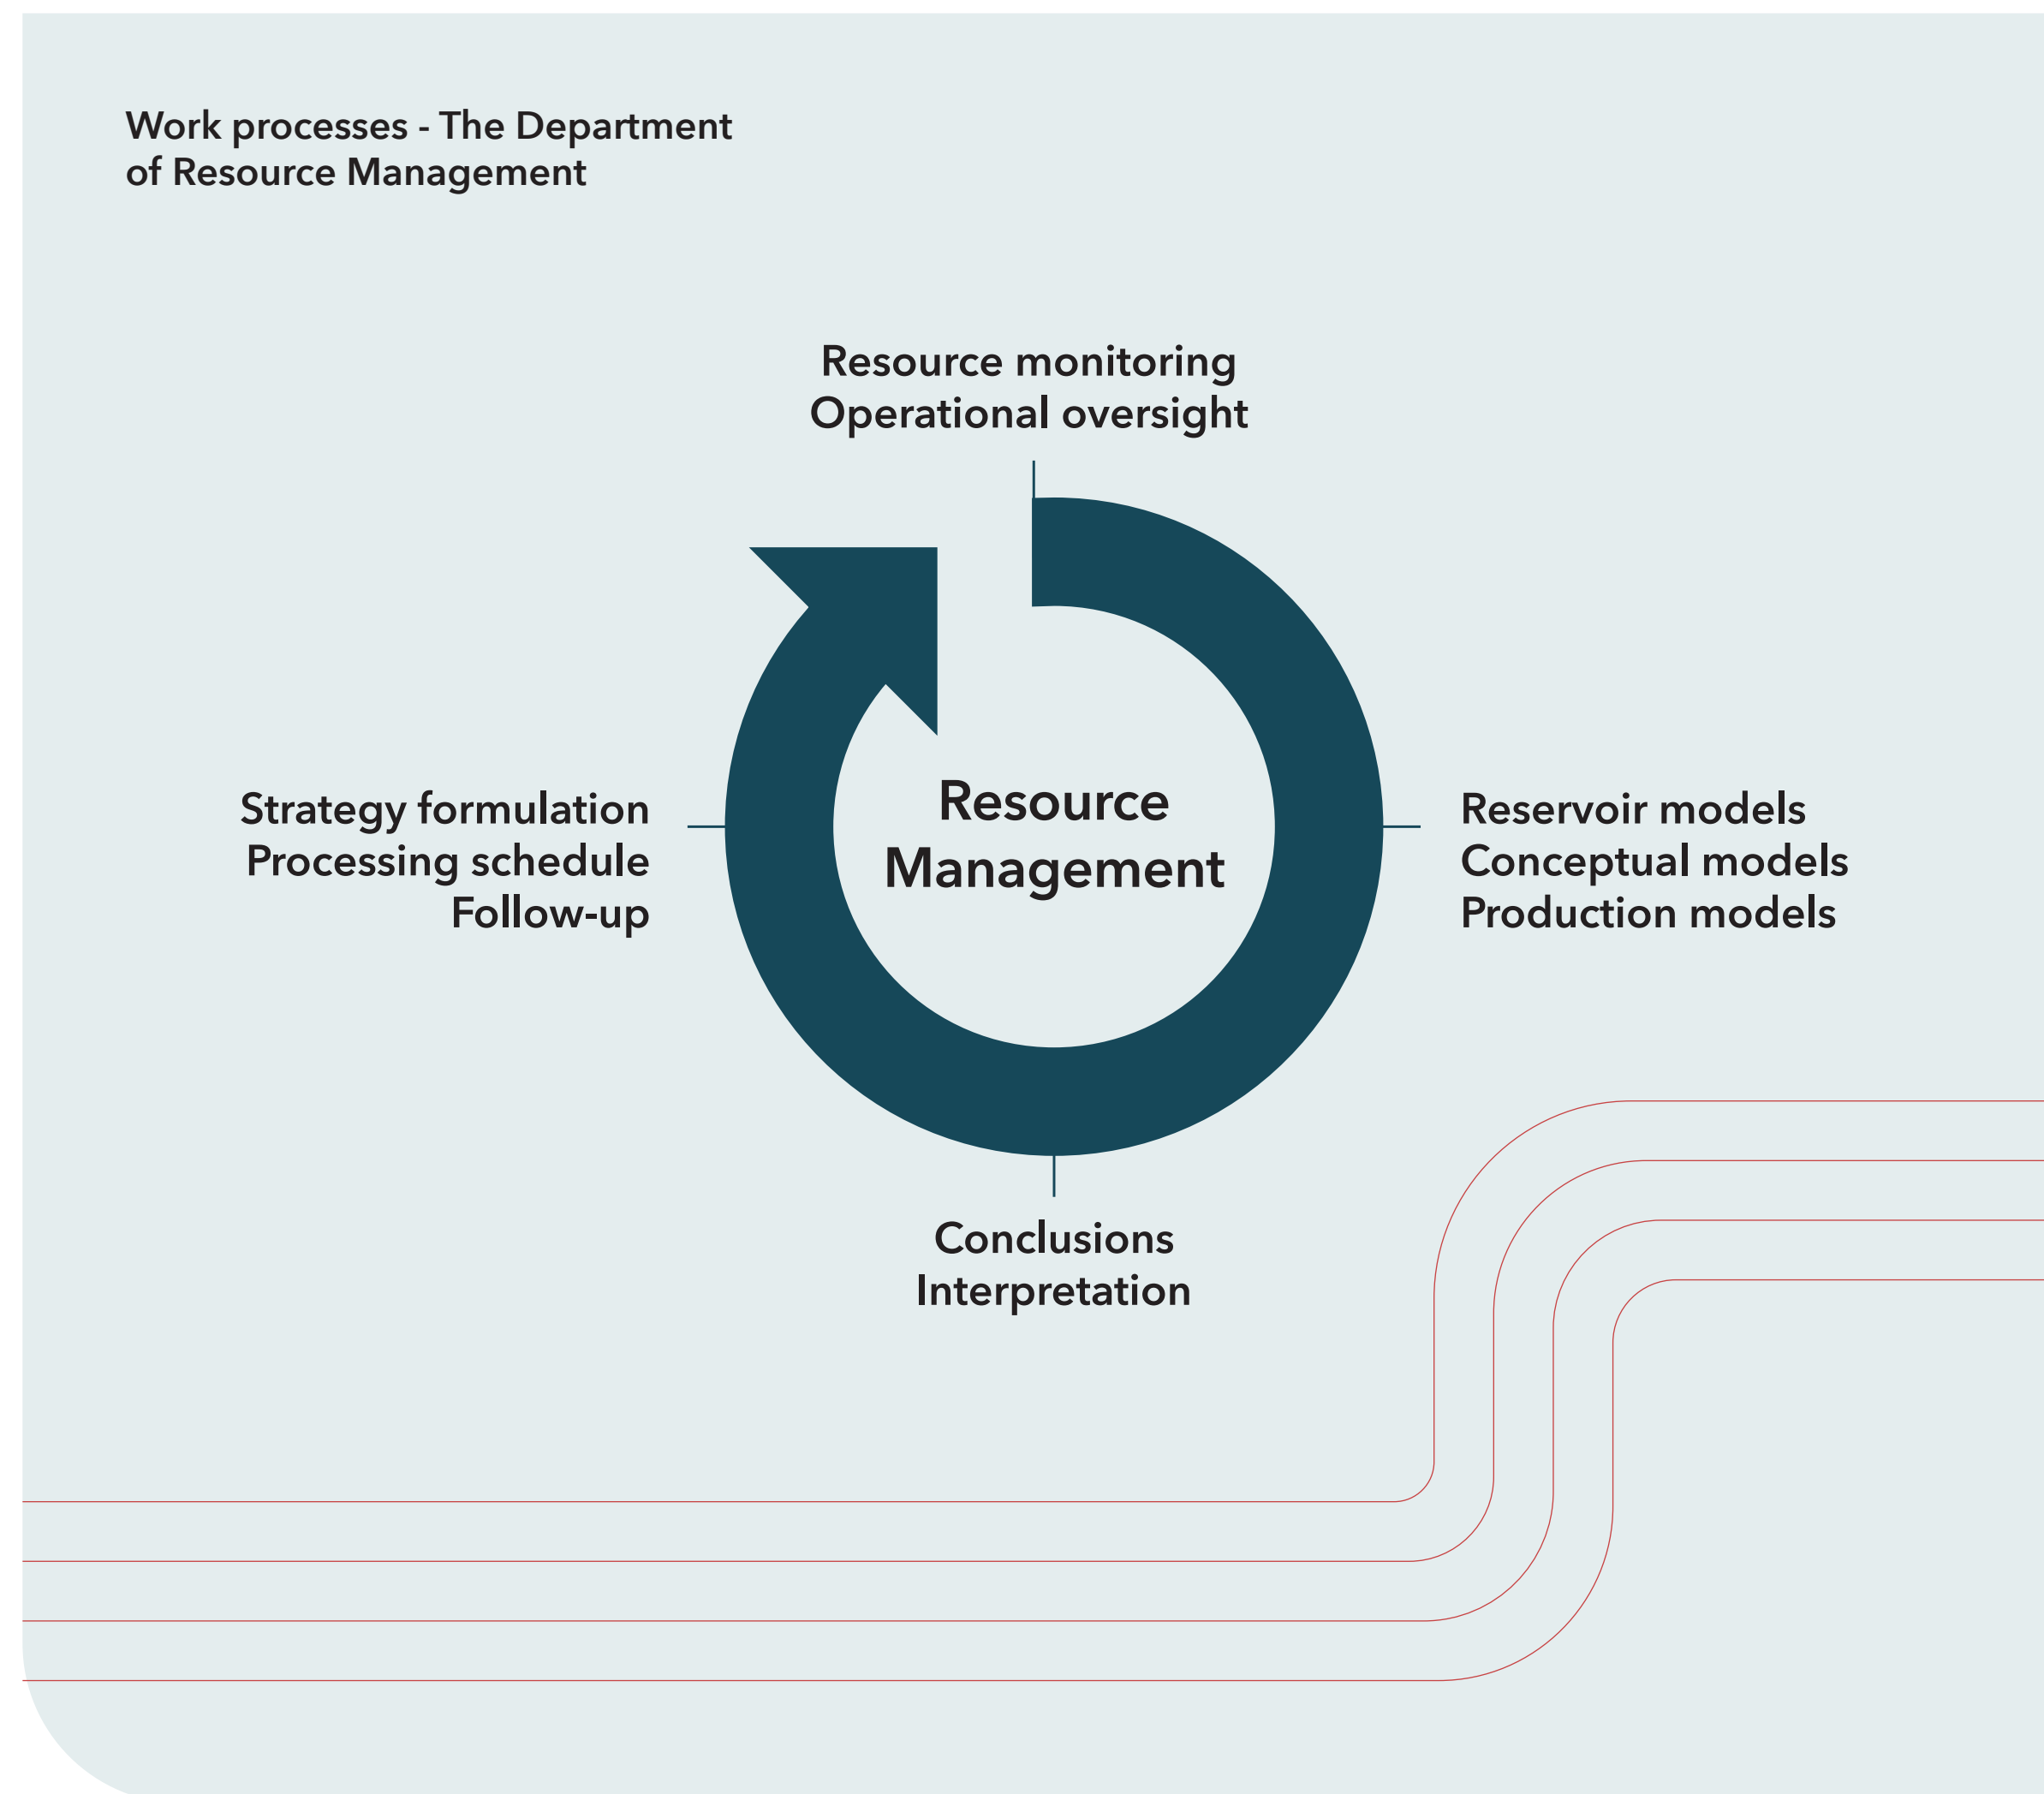 Work processes - The Department
of Resource Management
Resource monitoring
Operational oversight
Strategy formulation
Processing schedule
Follow-up
Resource
Management
Reservoir models
Conceptual models
Production models
Conclusions
Interpretation